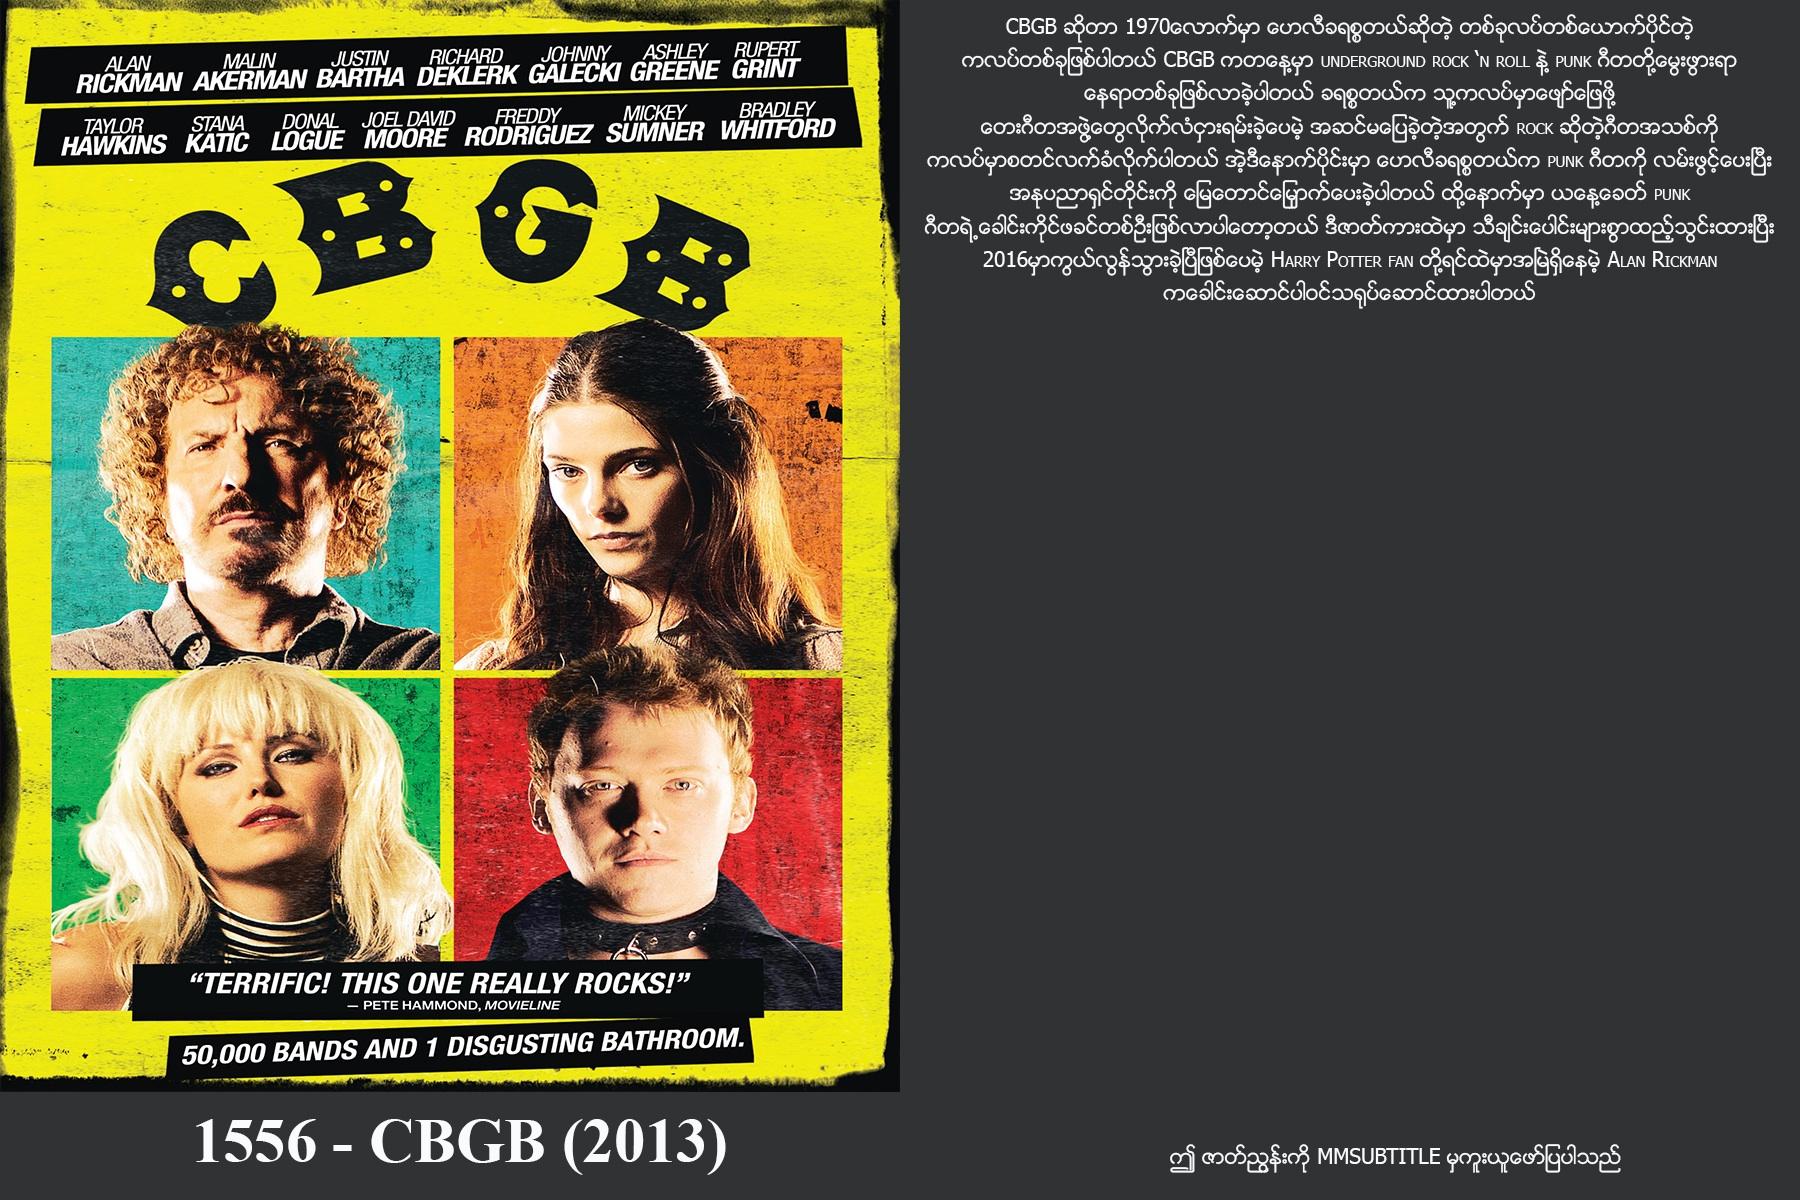 ALAN RICKMAN MALIN AKERMAN JUSTIN BARTHA RICHARD DEKLERK JOHNNY GALECKI ASHLEY GREENE RUPERT GRINT
TAYLOR HAWKINS STANA KATIC DONAL LOGUE JOEL DAVID MOORE FREDDY RODRIGUEZ MICKEY SUMNER BRADLEY WHITFORD
CBGB
“TERRIFIC! THIS ONE REALLY ROCKS!”
– PETE HAMMOND, MOVIELINE
50,000 BANDS AND 1 DISGUSTING BATHROOM.
1556 - CBGB (2013)
CBGB ဆိုတာ 1970လောက်မှာ ဟေလီခရစ္စတယ်ဆိုတဲ့ တစ်ခုလပ်တစ်ယောက်ပိုင်တဲ့
ကလပ်တစ်ခုဖြစ်ပါတယ် CBGB ကတနေ့မှာ UNDERGROUND ROCK `N ROLL နဲ့ PUNK ဂီတတို့မွေးဖွားရာ
နေရာတစ်ခုဖြစ်လာခဲ့ပါတယ် ခရစ္စတယ်က သူ့ကလပ်မှာဖျော်ဖြေဖို့
တေးဂီတအဖွဲ့တွေလိုက်လံငှားရမ်းခဲ့ပေမဲ့ အဆင်မပြေခဲ့တဲ့အတွက် ROCK ဆိုတဲ့ဂီတအသစ်ကို
ကလပ်မှာစတင်လက်ခံလိုက်ပါတယ် အဲ့ဒီနောက်ပိုင်းမှာ ဟေလီခရစ္စတယ်က PUNK ဂီတကို လမ်းဖွင့်ပေးပြီး
အနုပညာရှင်တိုင်းကို မြေတောင်မြှောက်ပေးခဲ့ပါတယ် ထို့နောက်မှာ ယနေ့ခေတ် PUNK
ဂီတရဲ့ခေါင်းကိုင်ဖခင်တစ်ဦးဖြစ်လာပါတော့တယ် ဒီဇာတ်ကားထဲမှာ သီချင်းပေါင်းများစွာထည့်သွင်းထားပြီး
2016မှာကွယ်လွန်သွားခဲ့ပြီဖြစ်ပေမဲ့ HARRY POTTER FAN တို့ရင်ထဲမှာအမြဲရှိနေမဲ့ ALAN RICKMAN
ကခေါင်းဆောင်ပါဝင်သရုပ်ဆောင်ထားပါတယ်
ဤ ဇာတ်ညွှန်းကို MMSUBTITLE မှကူးယူဖော်ပြပါသည်